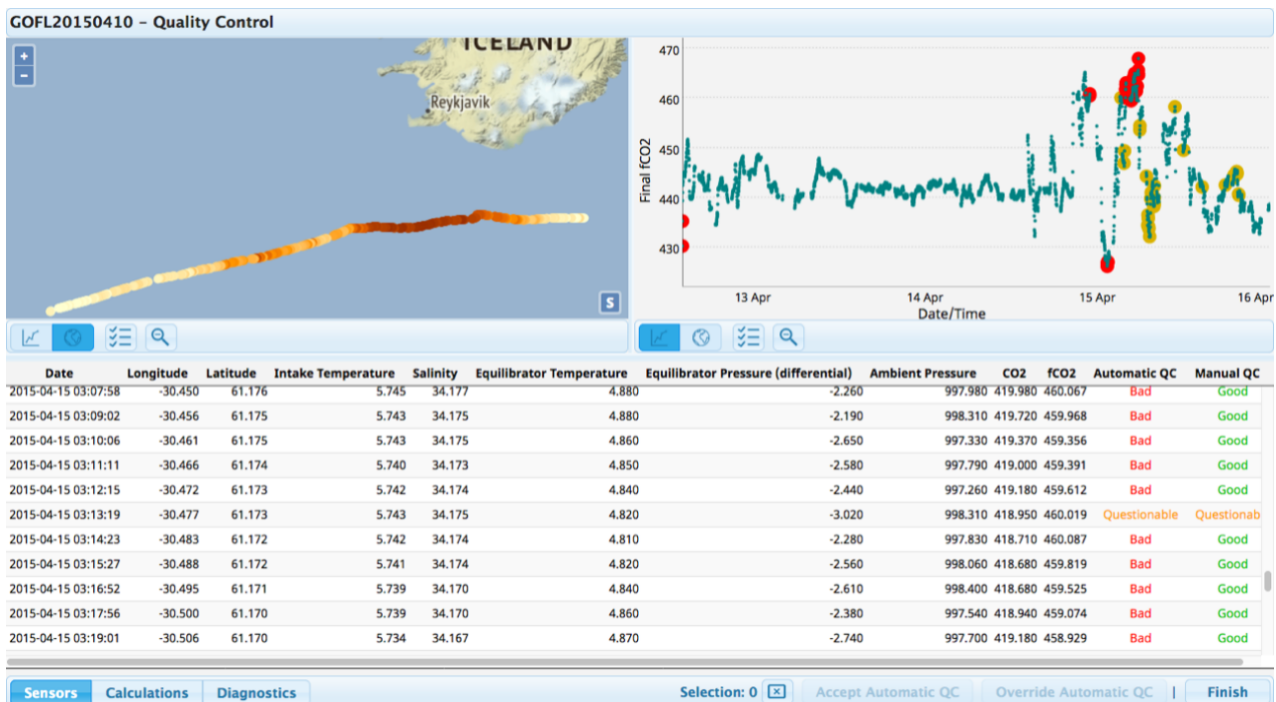 GOFL20150410 – Quality Control
+
−
ICELAND
Reykjavik
S
Final fCO2
470
460
450
440
430
13 Apr 14 Apr 15 Apr 16 Apr
Date/Time
Date Longitude Latitude Intake Temperature Salinity Equilibrator Temperature Equilibrator Pressure (differential) Ambient Pressure CO2 fCO2 Automatic QC Manual QC
2015-04-15 03:07:58 -30.450 61.176 5.745 34.177 4.880 -2.260 997.980 419.980 460.067 Bad Good
2015-04-15 03:09:02 -30.456 61.175 5.743 34.175 4.880 -2.190 998.310 419.720 459.968 Bad Good
2015-04-15 03:10:06 -30.461 61.175 5.743 34.175 4.860 -2.650 997.330 419.370 459.356 Bad Good
2015-04-15 03:11:11 -30.466 61.174 5.740 34.173 4.850 -2.580 997.790 419.000 459.391 Bad Good
2015-04-15 03:12:15 -30.472 61.173 5.742 34.174 4.840 -2.440 997.260 419.180 459.612 Bad Good
2015-04-15 03:13:19 -30.477 61.173 5.743 34.175 4.820 -3.020 998.310 418.950 460.019 Questionable Questionab
2015-04-15 03:14:23 -30.483 61.172 5.742 34.174 4.810 -2.280 997.830 418.710 460.087 Bad Good
2015-04-15 03:15:27 -30.488 61.172 5.741 34.174 4.820 -2.560 998.060 418.680 459.819 Bad Good
2015-04-15 03:16:52 -30.495 61.171 5.739 34.170 4.840 -2.610 998.400 418.680 459.525 Bad Good
2015-04-15 03:17:56 -30.500 61.170 5.739 34.170 4.860 -2.380 997.540 418.940 459.074 Bad Good
2015-04-15 03:19:01 -30.506 61.170 5.734 34.167 4.870 -2.740 997.700 419.180 458.929 Bad Good
Sensors Calculations Diagnostics Selection: 0 Accept Automatic QC Override Automatic QC | Finish